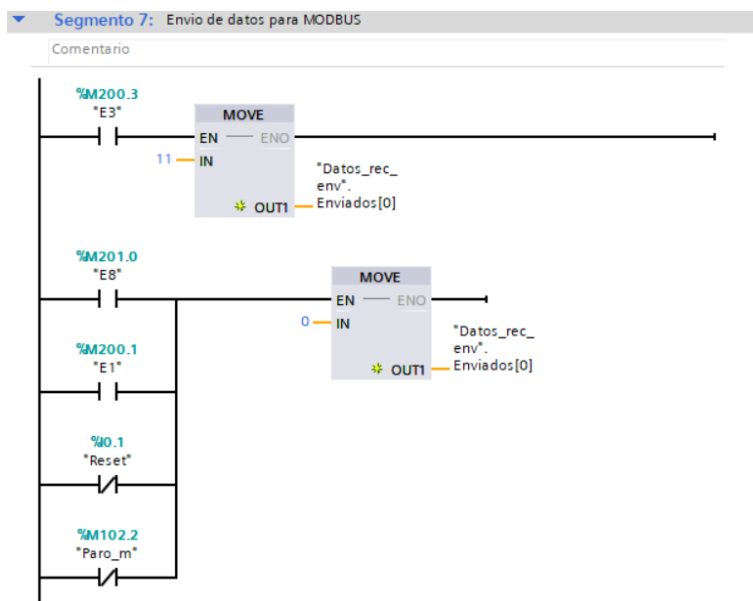 Segmento 7: Envio de datos para MODBUS
Comentario
%M200.3
"E3"
MOVE
EN ENO
11 IN
"Datos_rec_
env".
Enviados[0]
OUT1
%M201.0
"E8"
MOVE
EN ENO
0 IN
"Datos_rec_
env".
Enviados[0]
OUT1
%M200.1
"E1"
%I0.1
"Reset"
%M102.2
"Paro_m"